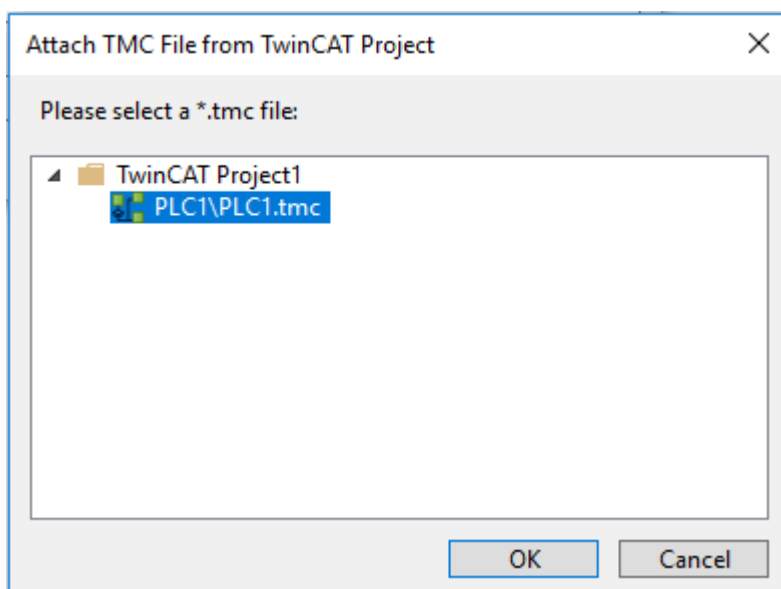 Attach TMC File from TwinCAT Project
Please select a *.tmc file:
TwinCAT Project1
PLC1\PLC1.tmc
OK
Cancel